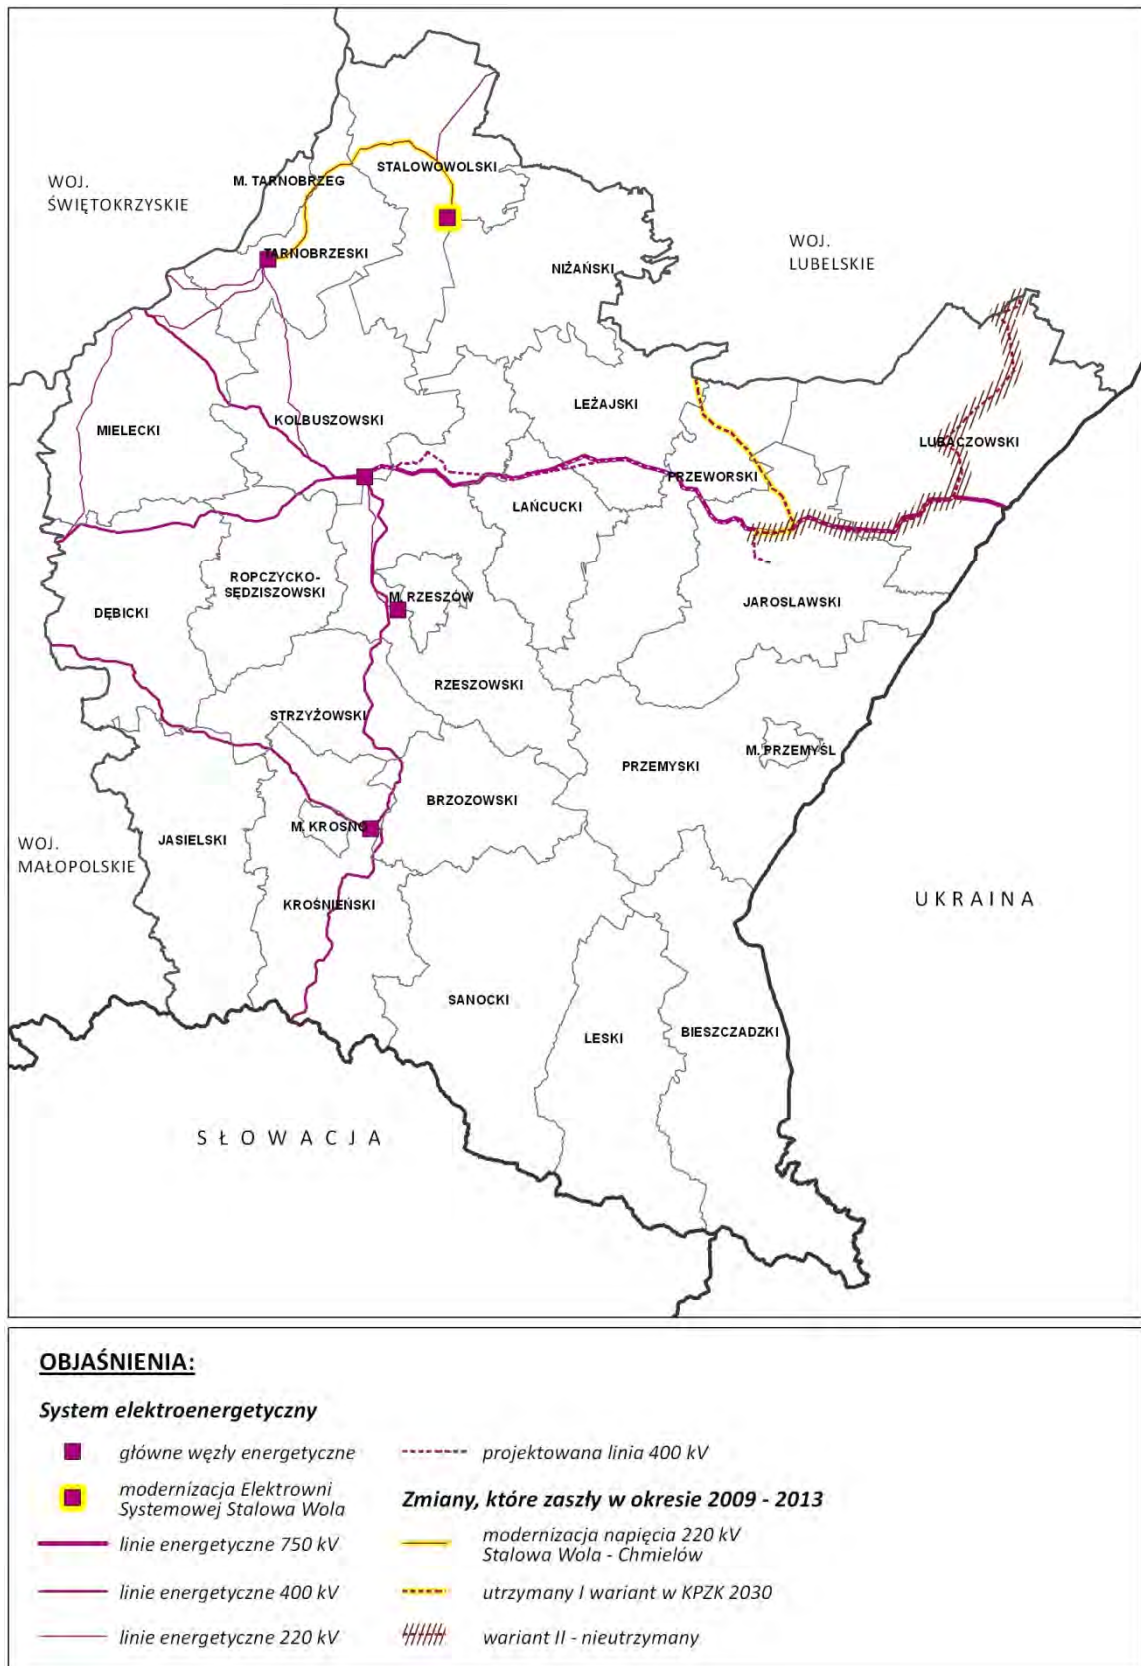 WOJ.
ŚWIĘTOKRZYSKIE
M. TARNOBRZEG
STALOWOWOLSKI
TARNOBRZESKI
NIŻAŃSKI
WOJ.
LUBELSKIE
MIELECKI
KOLBUSZOWSKI
LEŻAJSKI
LUBACZOWSKI
PRZEWORSKI
ŁAŃCUCKI
ROPCZYCKO-
SĘDZISZOWSKI
M. RZESZÓW
DĘBICKI
JAROSLAWSKI
RZESZOWSKI
STRZYŻOWSKI
M. PRZEMYŚL
PRZEMYSKI
BRZOZOWSKI
M. KROSNO
JASIELSKI
WOJ.
MAŁOPOLSKIE
KROŚNIEŃSKI
UKRAINA
SANOCKI
LESKI
BIESZCZADZKI
SŁOWACJA
OBJAŚNIENIA:
System elektroenergetyczny
główne węzły energetyczne
modernizacja Elektrowni
Systemowej Stalowa Wola
linie energetyczne 750 kV
linie energetyczne 400 kV
linie energetyczne 220 kV
projektowana linia 400 kV
Zmiany, które zaszły w okresie 2009 - 2013
modernizacja napięcia 220 kV
Stalowa Wola - Chmielów
utrzymany I wariant w KPZK 2030
wariant II - nieutrzymany